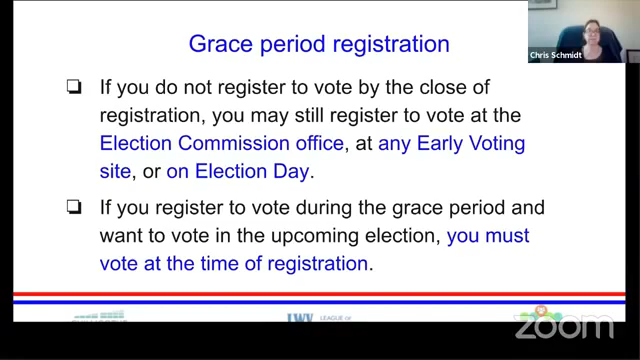 Grace period registration
Chris Schmidt
❏ If you do not register to vote by the close of
registration, you may still register to vote at the
Election Commission office, at any Early Voting
site, or on Election Day.
❏ If you register to vote during the grace period and
want to vote in the upcoming election, you must
vote at the time of registration.
LWV
LEAGUE OF
zoom